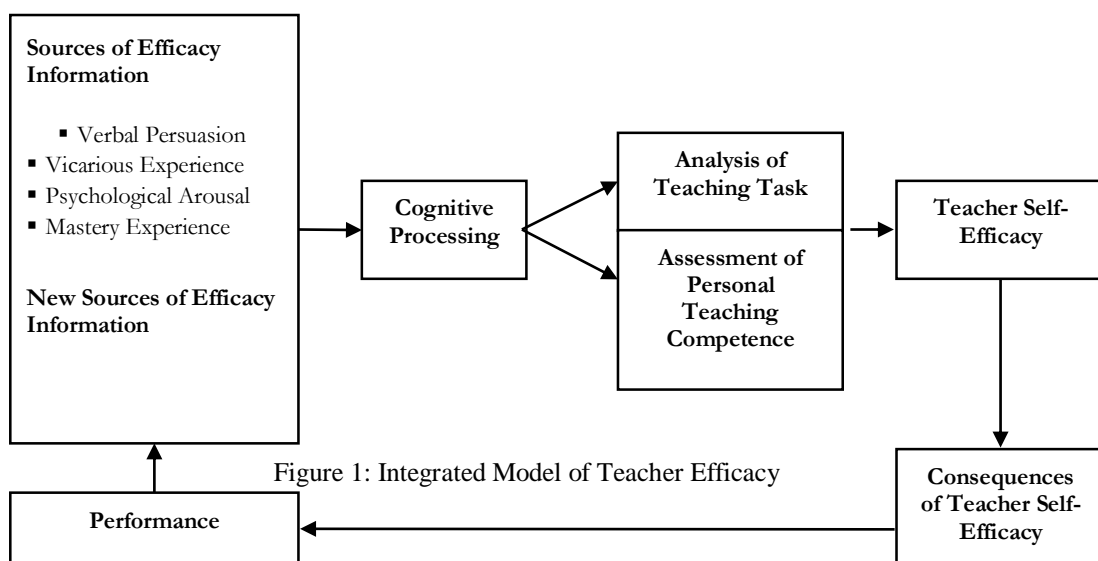 Sources of Efficacy
Information
▪ Verbal Persuasion
▪ Vicarious Experience
▪ Psychological Arousal
▪ Mastery Experience
New Sources of Efficacy
Information
Cognitive
Processing
Analysis of
Teaching Task
Assessment of
Personal
Teaching
Competence
Teacher Self-
Efficacy
Consequences
of Teacher Self-
Efficacy
Performance
Figure 1: Integrated Model of Teacher Efficacy